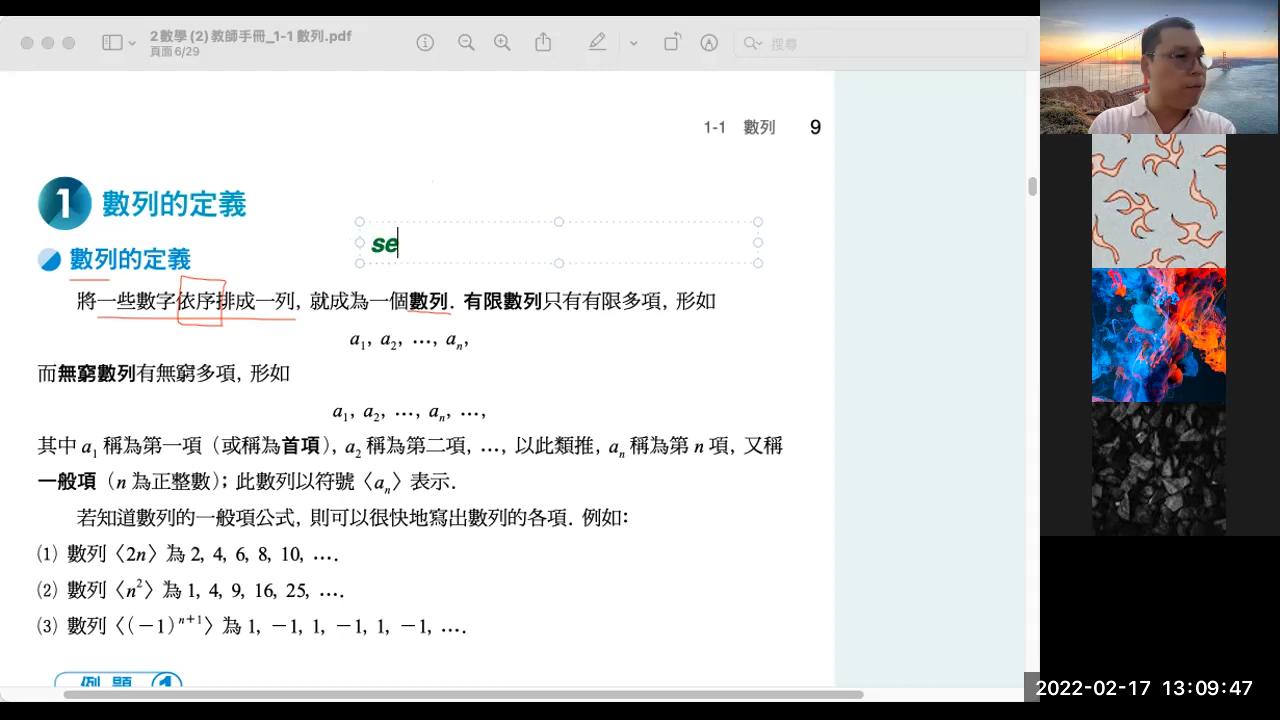 2數學(2)教師手冊_1-1 數列.pdf
頁面 6/29
搜尋
1-1 數列 9
1 數列的定義
se
數列的定義
將一些數字依序排成一列, 就成為一個數列. 有限數列只有有限多項, 形如
a₁, a₂, …, aₙ,
而無窮數列有無窮多項, 形如
a₁, a₂, …, aₙ, …,
其中 a₁ 稱為第一項 (或稱為首項), a₂ 稱為第二項, …, 以此類推, aₙ 稱為第 n 項, 又稱
一般項 (n 為正整數); 此數列以符號〈aₙ〉表示.
若知道數列的一般項公式, 則可以很快地寫出數列的各項. 例如:
(1) 數列〈2n〉為 2, 4, 6, 8, 10, ….
(2) 數列〈n²〉為 1, 4, 9, 16, 25, ….
(3) 數列〈(−1)ⁿ⁺¹〉為 1, −1, 1, −1, 1, −1, ….
例題 1
2022-02-17 13:09:47